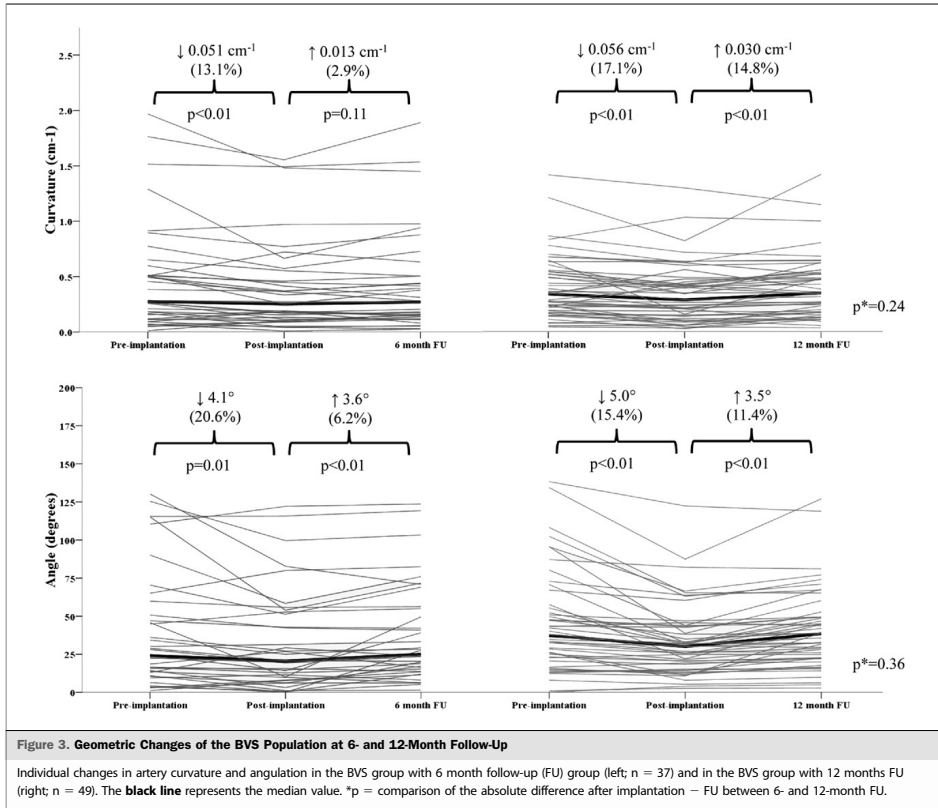 ↓ 0.051 cm-1 ↑ 0.013 cm-1 ↓ 0.056 cm-1 ↑ 0.030 cm-1
(13.1%) (2.9%) (17.1%) (14.8%)
p<0.01 p=0.11 p<0.01 p<0.01
Curvature (cm-1)
2.5
2.0
1.5
1.0
0.5
0.0
p*=0.24
Pre-implantation Post-implantation 6 month FU Pre-implantation Post-implantation 12 month FU
↓ 4.1° ↑ 3.6° ↓ 5.0° ↑ 3.5°
(20.6%) (6.2%) (15.4%) (11.4%)
p=0.01 p<0.01 p<0.01 p<0.01
Angle (degrees)
200
175
150
125
100
75
50
25
0
p*=0.36
Pre-implantation Post-implantation 6 month FU Pre-implantation Post-implantation 12 month FU
Figure 3. Geometric Changes of the BVS Population at 6- and 12-Month Follow-Up
Individual changes in artery curvature and angulation in the BVS group with 6 month follow-up (FU) group (left; n = 37) and in the BVS group with 12 months FU
(right; n = 49). The black line represents the median value. *p = comparison of the absolute difference after implantation − FU between 6- and 12-month FU.